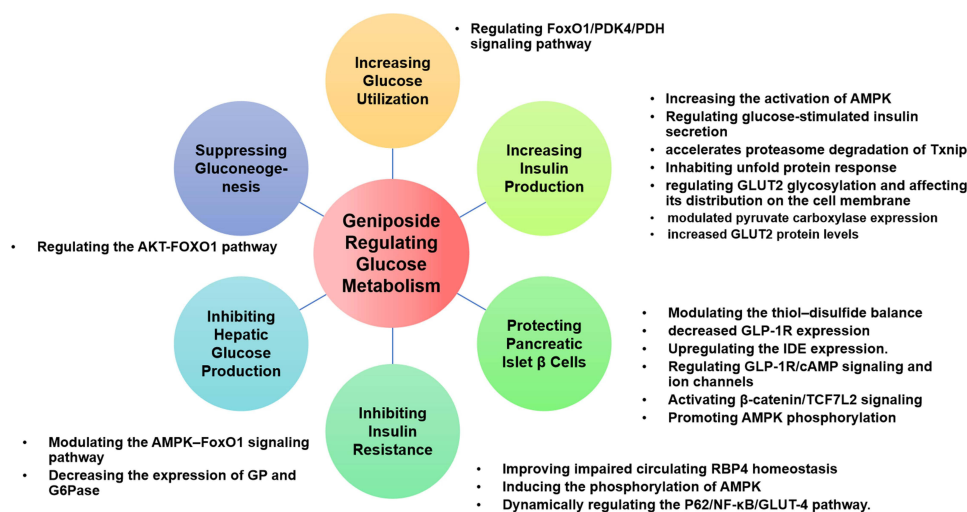 • Regulating FoxO1/PDK4/PDH
signaling pathway
Increasing
Glucose
Utilization
• Increasing the activation of AMPK
• Regulating glucose-stimulated insulin
secretion
• accelerates proteasome degradation of Txnip
• Inhabiting unfold protein response
• regulating GLUT2 glycosylation and affecting
its distribution on the cell membrane
• modulated pyruvate carboxylase expression
• increased GLUT2 protein levels
Increasing
Insulin
Production
Suppressing
Gluconeoge-
nesis
• Regulating the AKT-FOXO1 pathway
Geniposide
Regulating
Glucose
Metabolism
Inhibiting
Hepatic
Glucose
Production
Protecting
Pancreatic
Islet β Cells
• Modulating the thiol–disulfide balance
• decreased GLP-1R expression
• Upregulating the IDE expression.
• Regulating GLP-1R/cAMP signaling and
ion channels
• Activating β-catenin/TCF7L2 signaling
• Promoting AMPK phosphorylation
Inhibiting
Insulin
Resistance
• Modulating the AMPK–FoxO1 signaling
pathway
• Decreasing the expression of GP and
G6Pase
• Improving impaired circulating RBP4 homeostasis
• Inducing the phosphorylation of AMPK
• Dynamically regulating the P62/NF-κB/GLUT-4 pathway.